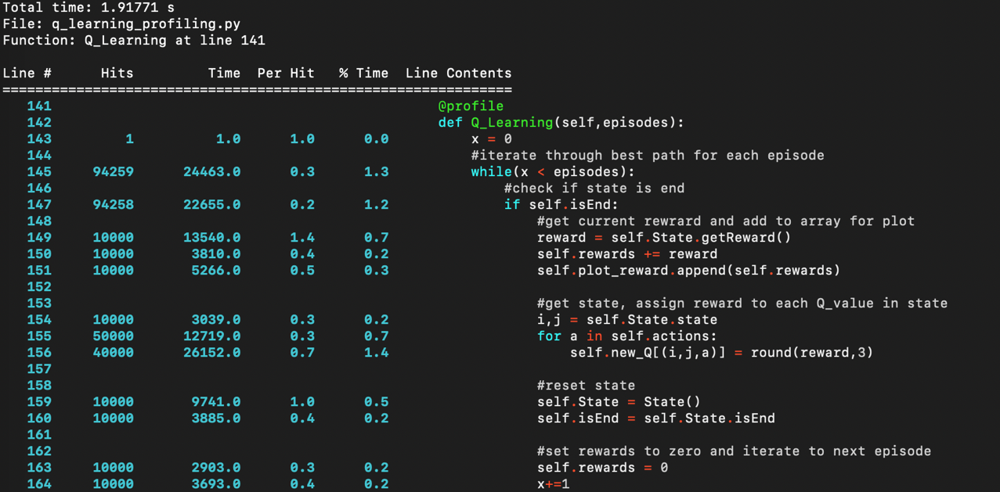 Total time: 1.91771 s
File: q_learning_profiling.py
Function: Q_Learning at line 141

Line #      Hits         Time  Per Hit   % Time  Line Contents
==============================================================
   141                                               @profile
   142                                               def Q_Learning(self,episodes):
   143         1          1.0      1.0      0.0          x = 0
   144                                                   #iterate through best path for each episode
   145     94259      24463.0      0.3      1.3          while(x < episodes):
   146                                                       #check if state is end
   147     94258      22655.0      0.2      1.2              if self.isEnd:
   148                                                           #get current rewrard and add to array for plot
   149     10000      13540.0      1.4      0.7                  reward = self.State.getReward()
   150     10000       3810.0      0.4      0.2                  self.rewards += reward
   151     10000       5266.0      0.5      0.3                  self.plot_reward.append(self.rewards)
   152
   153                                                           #get state, assign reward to each Q_value in state
   154     10000       3039.0      0.3      0.2                  i,j = self.State.state
   155     50000      12719.0      0.3      0.7                  for a in self.actions:
   156     40000      26152.0      0.7      1.4                      self.new_Q[(i,j,a)] = round(reward,3)
   157
   158                                                           #reset state
   159     10000       9741.0      1.0      0.5                  self.State = State()
   160     10000       3885.0      0.4      0.2                  self.isEnd = self.State.isEnd
   161
   162                                                           #set rewards to zero and iterate to next episode
   163     10000       2903.0      0.3      0.2                  self.rewards = 0
   164     10000       3693.0      0.4      0.2                  x+=1